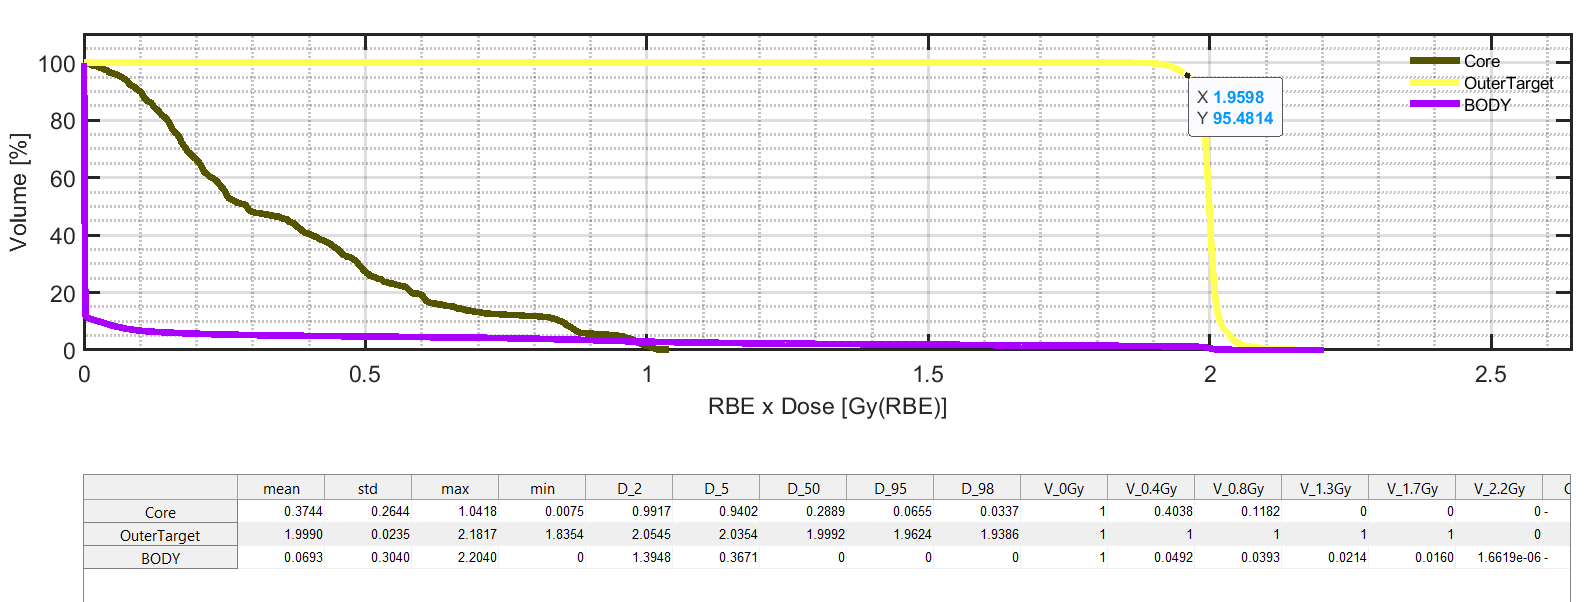 100
80
60
40
20
0
Volume [%]
0 0.5 1 1.5 2 2.5
RBE x Dose [Gy(RBE)]
Core
OuterTarget
BODY
X 1.9598
Y 95.4814
mean std max min D_2 D_5 D_50 D_95 D_98 V_0Gy V_0.4Gy V_0.8Gy V_1.3Gy V_1.7Gy V_2.2Gy
Core 0.3744 0.2644 1.0418 0.0075 0.9917 0.9402 0.2889 0.0655 0.0337 1 0.4038 0.1182 0 0 0 -
OuterTarget 1.9990 0.0235 2.1817 1.8354 2.0545 2.0354 1.9992 1.9624 1.9386 1 1 1 1 1 0
BODY 0.0693 0.3040 2.2040 0 1.3948 0.3671 0 0 0 1 0.0492 0.0393 0.0214 0.0160 1.6619e-06 -